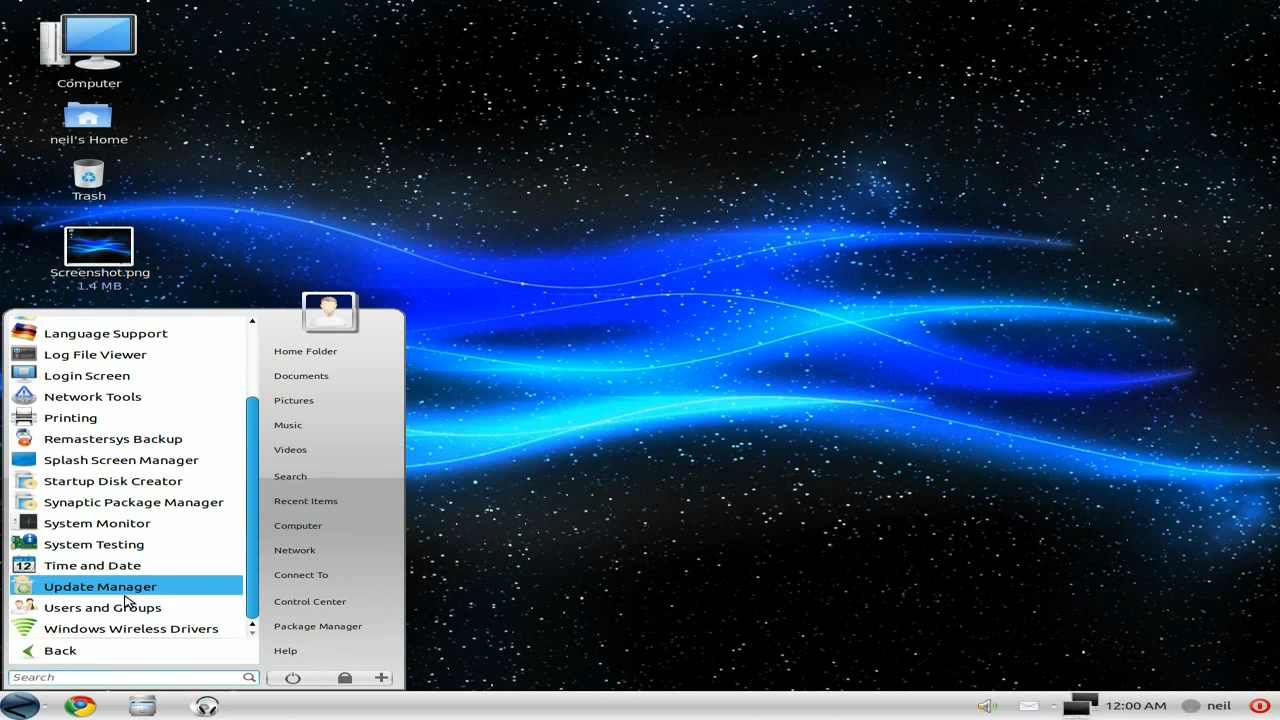 Computer
neil's Home
Trash
Screenshot.png
1.4 MB
Language Support
Log File Viewer
Login Screen
Network Tools
Printing
Remastersys Backup
Splash Screen Manager
Startup Disk Creator
Synaptic Package Manager
System Monitor
System Testing
12 Time and Date
Update Manager
Users and Groups
Windows Wireless Drivers
Back
Search
Home Folder
Documents
Pictures
Music
Videos
Search
Recent Items
Computer
Network
Connect To
Control Center
Package Manager
Help
12:00 AM neil